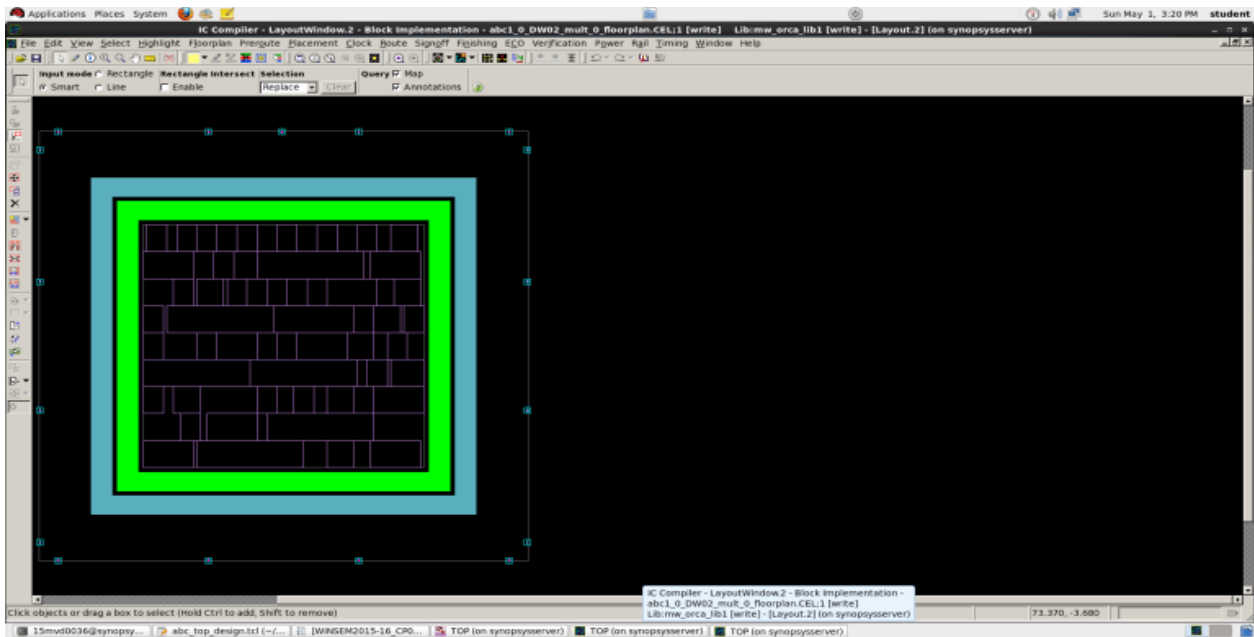 Applications Places System Sun May 1, 3:20 PM student
IC Compiler - LayoutWindow.2 - Block Implementation - abc1_0_DW02_mult_0_floorplan.CEL;1 [write] Lib:mw_orca_lib1 [write] - [Layout.2] (on synopsysserver)
File Edit View Select Highlight Floorplan Preroute Placement Clock Route Signoff Finishing ECO Verification Power Rail Timing Window Help
Input mode Rectangle Rectangle Intersect Selection Query Map
Smart Line Enable Replace Clear Annotations
IC Compiler - LayoutWindow.2 - Block Implementation -
abc1_0_DW02_mult_0_floorplan.CEL;1 [write]
Lib:mw_orca_lib1 [write] - [Layout.2] (on synopsysserver)
Click objects or drag a box to select (Hold Ctrl to add, Shift to remove) 73.370, -3.680
15mvd0036@synopsy... abc_top_design.tcl (~/... [WINSEM2015-16_CP0... TOP (on synopsysserver) TOP (on synopsysserver) TOP (on synopsysserver)